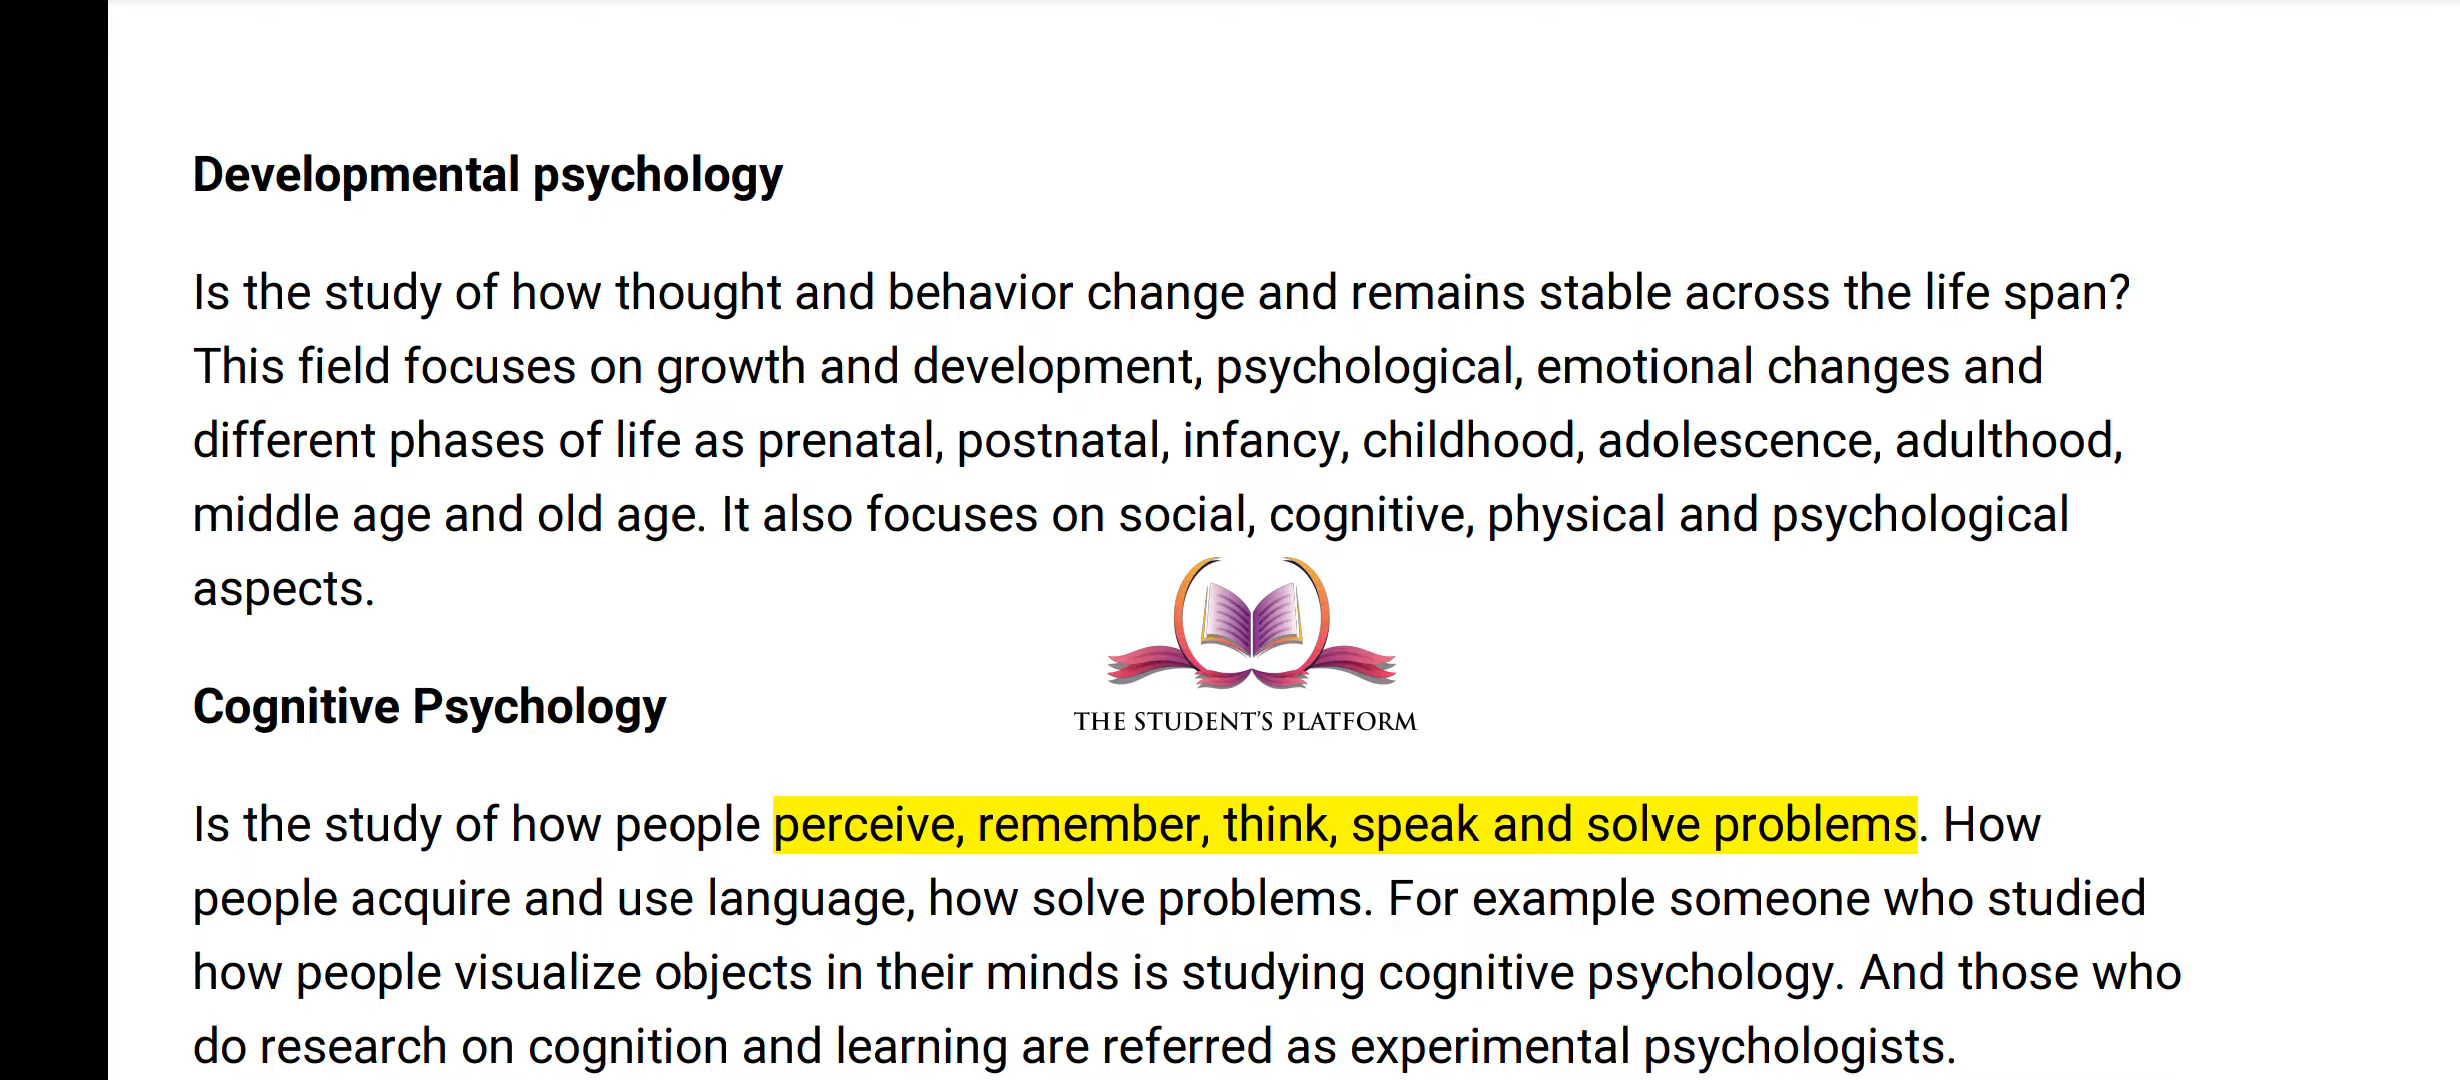 Developmental psychology
Is the study of how thought and behavior change and remains stable across the life span?
This field focuses on growth and development, psychological, emotional changes and
different phases of life as prenatal, postnatal, infancy, childhood, adolescence, adulthood,
middle age and old age. It also focuses on social, cognitive, physical and psychological
aspects.
THE STUDENT'S PLATFORM
Cognitive Psychology
Is the study of how people perceive, remember, think, speak and solve problems. How
people acquire and use language, how solve problems. For example someone who studied
how people visualize objects in their minds is studying cognitive psychology. And those who
do research on cognition and learning are referred as experimental psychologists.